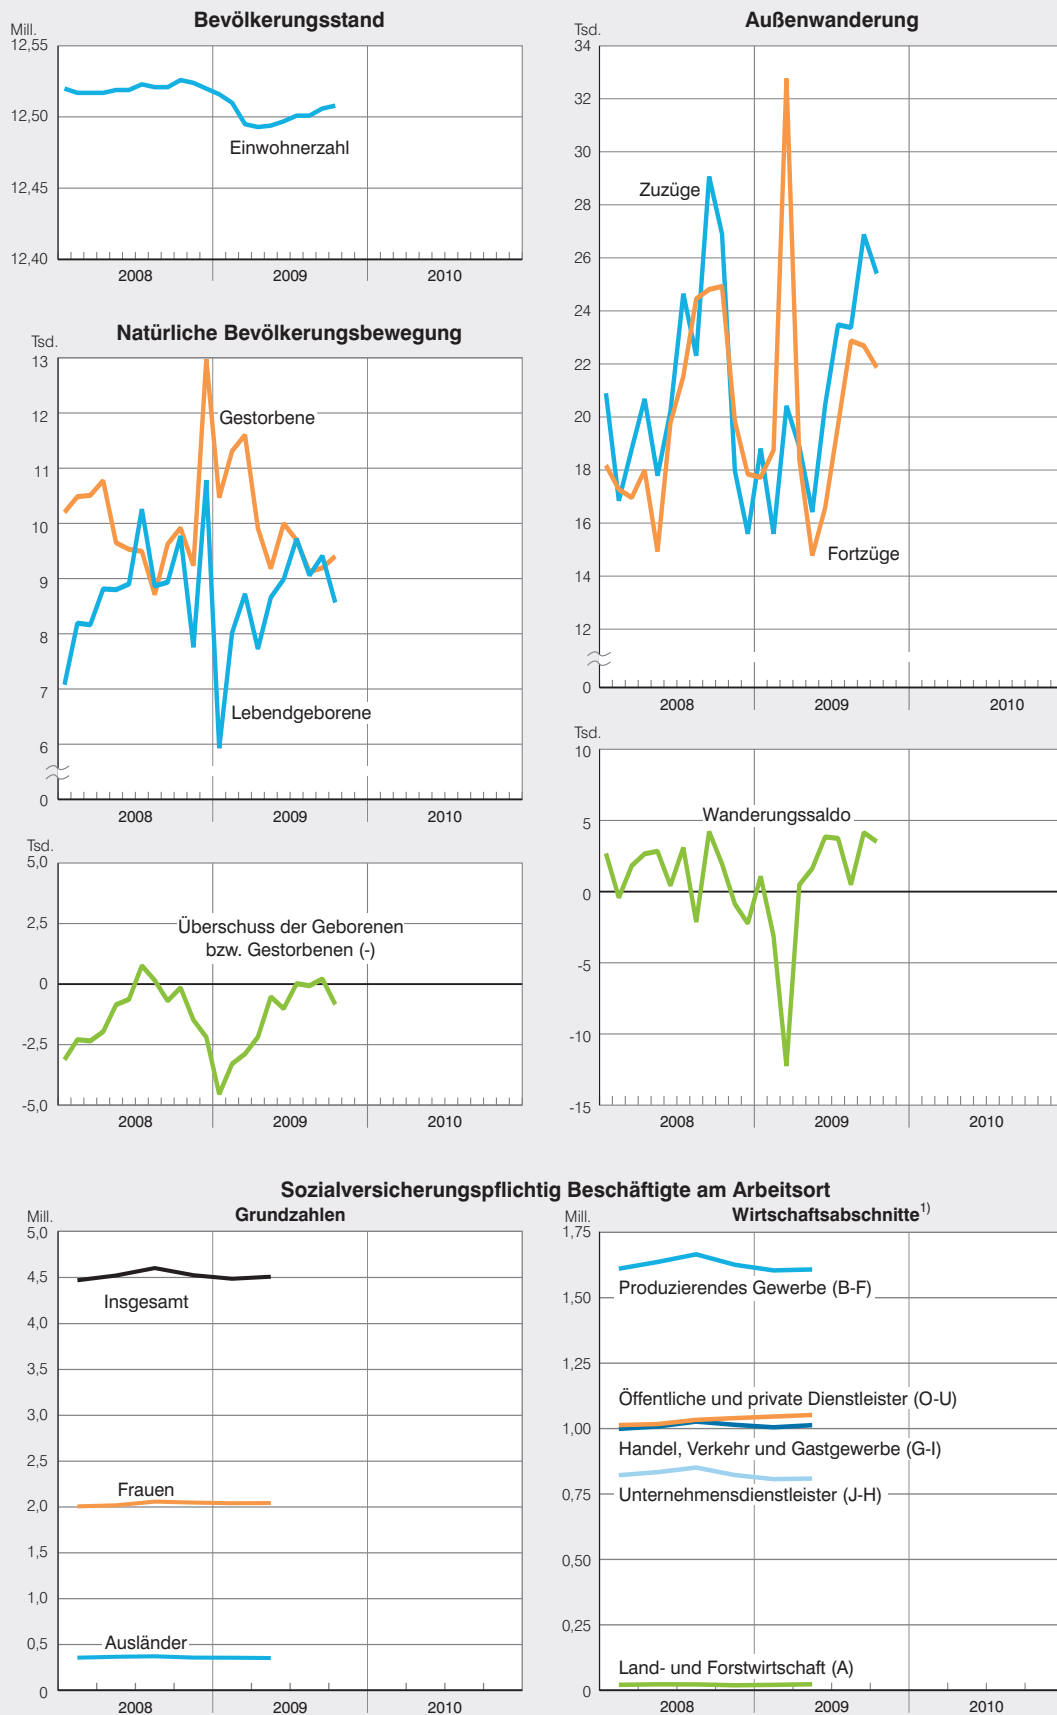 Bevölkerungsstand
Mill.
12,55
12,50
12,45
12,40
Einwohnerzahl
2008 2009 2010
Natürliche Bevölkerungsbewegung
Tsd.
13
12
11
10
9
8
7
6
0
Gestorbene
Lebendgeborene
2008 2009 2010
Tsd.
5,0
2,5
0
-2,5
-5,0
Überschuss der Geborenen
bzw. Gestorbenen (-)
2008 2009 2010
Außenwanderung
Tsd.
34
32
30
28
26
24
22
20
18
16
14
12
0
Zuzüge
Fortzüge
2008 2009 2010
Tsd.
10
5
0
-5
-10
-15
Wanderungssaldo
2008 2009 2010
Sozialversicherungspflichtig Beschäftigte am Arbeitsort
Grundzahlen
Mill.
5,0
4,5
4,0
3,5
3,0
2,5
2,0
1,5
1,0
0,5
0
Insgesamt
Frauen
Ausländer
2008 2009 2010
Wirtschaftsabschnitte1)
Mill.
1,75
1,50
1,25
1,00
0,75
0,50
0,25
0
Produzierendes Gewerbe (B-F)
Öffentliche und private Dienstleister (O-U)
Handel, Verkehr und Gastgewerbe (G-I)
Unternehmensdienstleister (J-H)
Land- und Forstwirtschaft (A)
2008 2009 2010